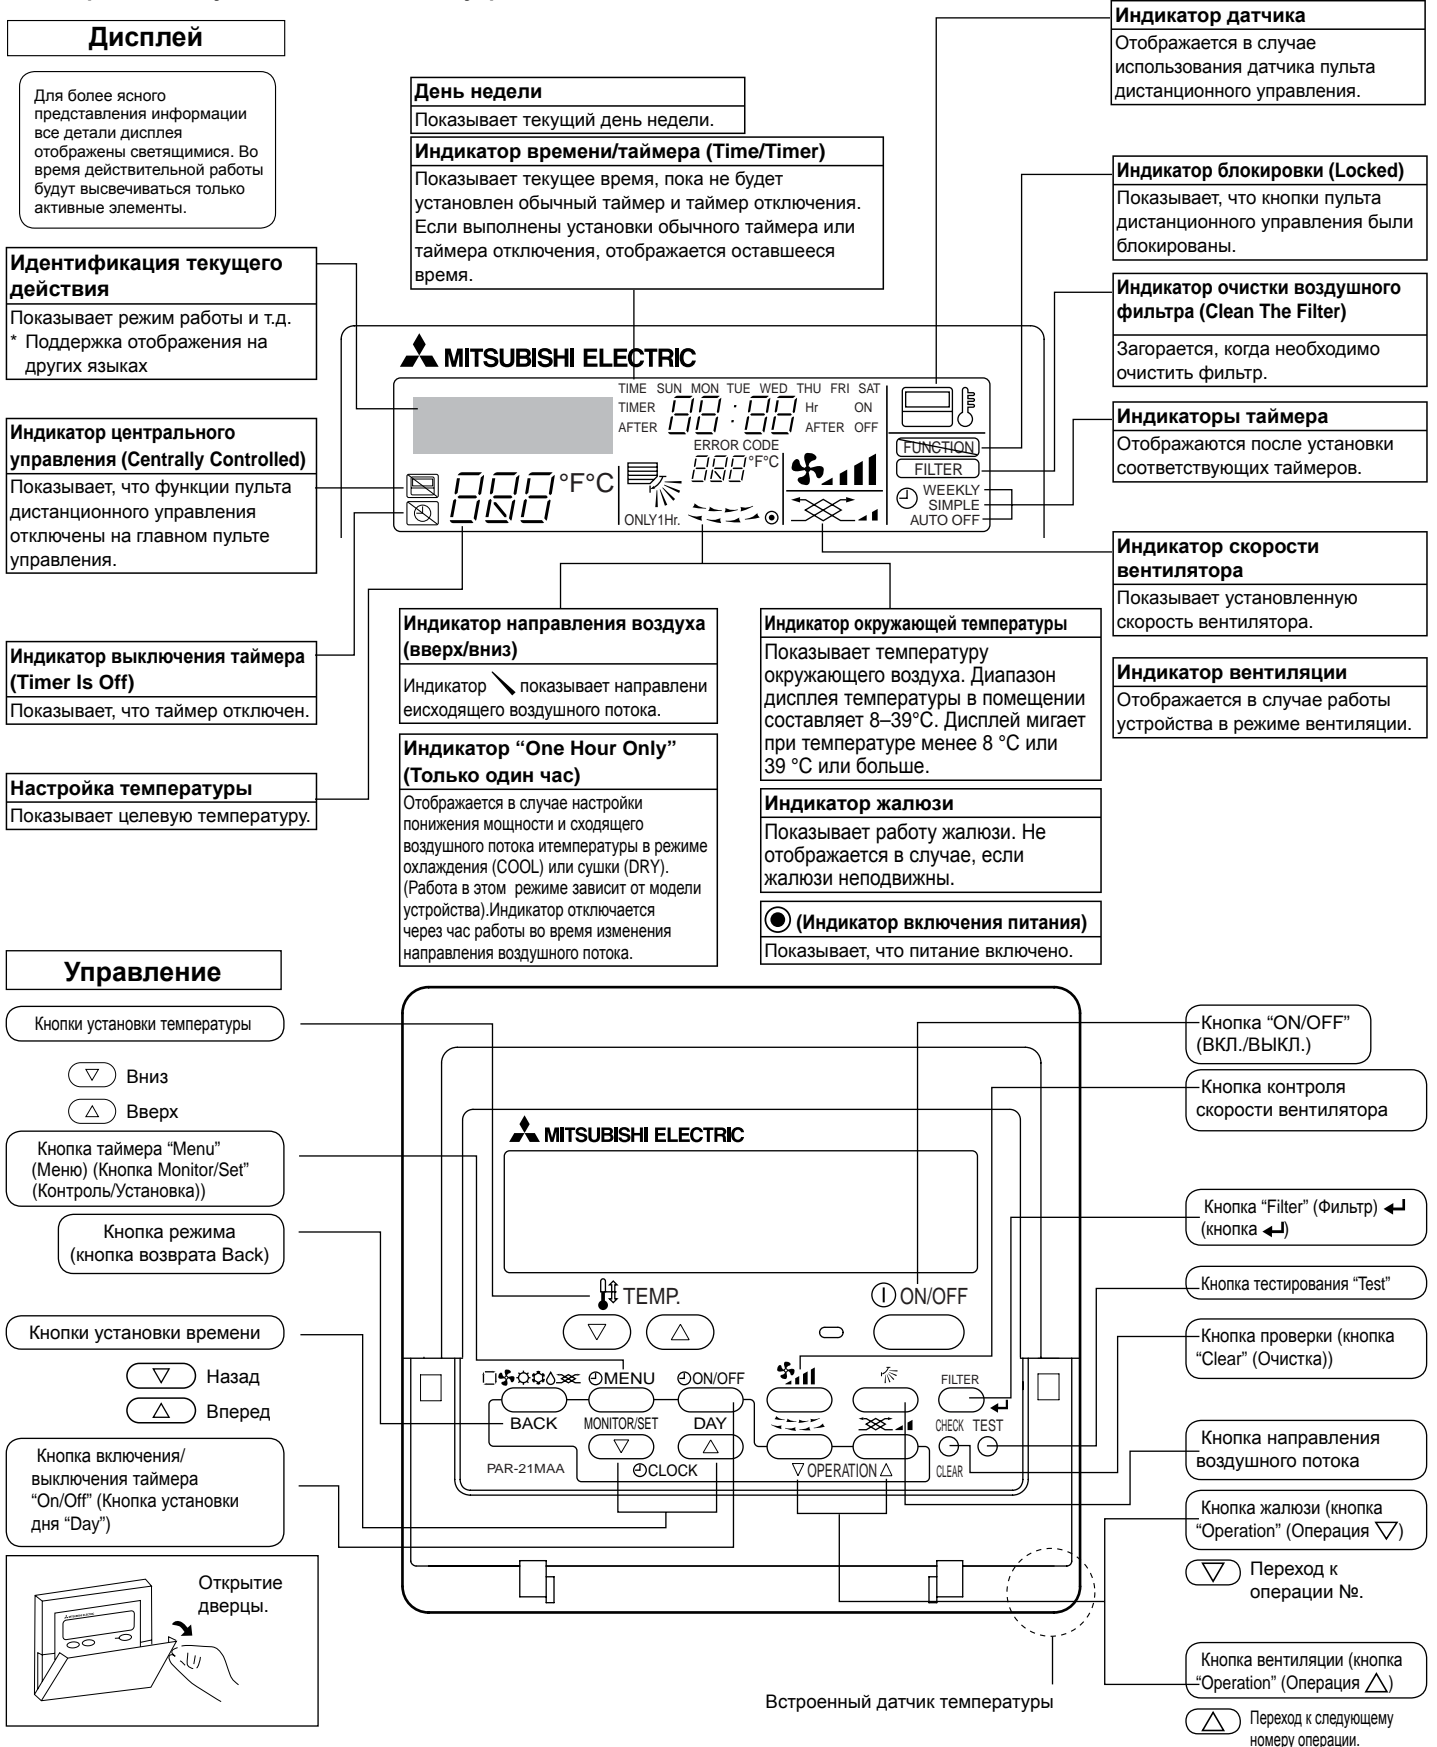 Дисплей
Для более ясного
представления информации
все детали дисплея
отображены светящимися. Во
время действительной работы
будут высвечиваться только
активные элементы.
День недели
Показывает текущий день недели.
Индикатор времени/таймера (Time/Timer)
Показывает текущее время, пока не будет
установлен обычный таймер и таймер отключения.
Если выполнены установки обычного таймера или
таймера отключения, отображается оставшееся
время.
Индикатор датчика
Отображается в случае
использования датчика пульта
дистанционного управления.
Индикатор блокировки (Locked)
Показывает, что кнопки пульта
дистанционного управления были
блокированы.
Индикатор очистки воздушного
фильтра (Clean The Filter)
Загорается, когда необходимо
очистить фильтр.
Индикаторы таймера
Отображаются после установки
соответствующих таймеров.
Индикатор скорости
вентилятора
Показывает установленную
скорость вентилятора.
Индикатор вентиляции
Отображается в случае работы
устройства в режиме вентиляции.
Идентификация текущего
действия
Показывает режим работы и т.д.
* Поддержка отображения на
других языках
Индикатор центрального
управления (Centrally Controlled)
Показывает, что функции пульта
дистанционного управления
отключены на главном пульте
управления.
Индикатор выключения таймера
(Timer Is Off)
Показывает, что таймер отключен.
Настройка температуры
Показывает целевую температуру.
MITSUBISHI ELECTRIC
TIME SUN MON TUE WED THU FRI SAT
TIMER 88:88 Hr ON
AFTER AFTER OFF
ERROR CODE
°F°C
°F°C
ONLY1Hr.
FUNCTION
FILTER
WEEKLY
SIMPLE
AUTO OFF
Индикатор направления воздуха
(вверх/вниз)
Индикатор показывает направлени
еисходящего воздушного потока.
Индикатор “One Hour Only”
(Только один час)
Отображается в случае настройки
понижения мощности и сходящего
воздушного потока итемпературы в режиме
охлаждения (COOL) или сушки (DRY).
(Работа в этом режиме зависит от модели
устройства).Индикатор отключается
через час работы во время изменения
направления воздушного потока.
Индикатор окружающей температуры
Показывает температуру
окружающего воздуха. Диапазон
дисплея температуры в помещении
составляет 8–39°C. Дисплей мигает
при температуре менее 8 °C или
39 °C или больше.
Индикатор жалюзи
Показывает работу жалюзи. Не
отображается в случае, если
жалюзи неподвижны.
(Индикатор включения питания)
Показывает, что питание включено.
Управление
Кнопки установки температуры
▽ Вниз
△ Вверх
Кнопка таймера “Menu”
(Меню) (Кнопка Monitor/Set”
(Контроль/Установка))
Кнопка режима
(кнопка возврата Back)
Кнопки установки времени
▽ Назад
△ Вперед
Кнопка включения/
выключения таймера
“On/Off” (Кнопка установки
дня “Day”)
Открытие
дверцы.
MITSUBISHI ELECTRIC
TEMP.
ON/OFF
▽ △
MENU ON/OFF
FILTER
BACK MONITOR/SET DAY
CHECK TEST
▽ △
PAR-21MAA CLOCK ▽ OPERATION △ CLEAR
Встроенный датчик температуры
Кнопка “ON/OFF”
(ВКЛ./ВЫКЛ.)
Кнопка контроля
скорости вентилятора
Кнопка “Filter” (Фильтр) ↵
(кнопка ↵)
Кнопка тестирования “Test”
Кнопка проверки (кнопка
“Clear” (Очистка))
Кнопка направления
воздушного потока
Кнопка жалюзи (кнопка
“Operation” (Операция ▽)
▽ Переход к
операции №.
Кнопка вентиляции (кнопка
“Operation” (Операция △)
△ Переход к следующему
номеру операции.